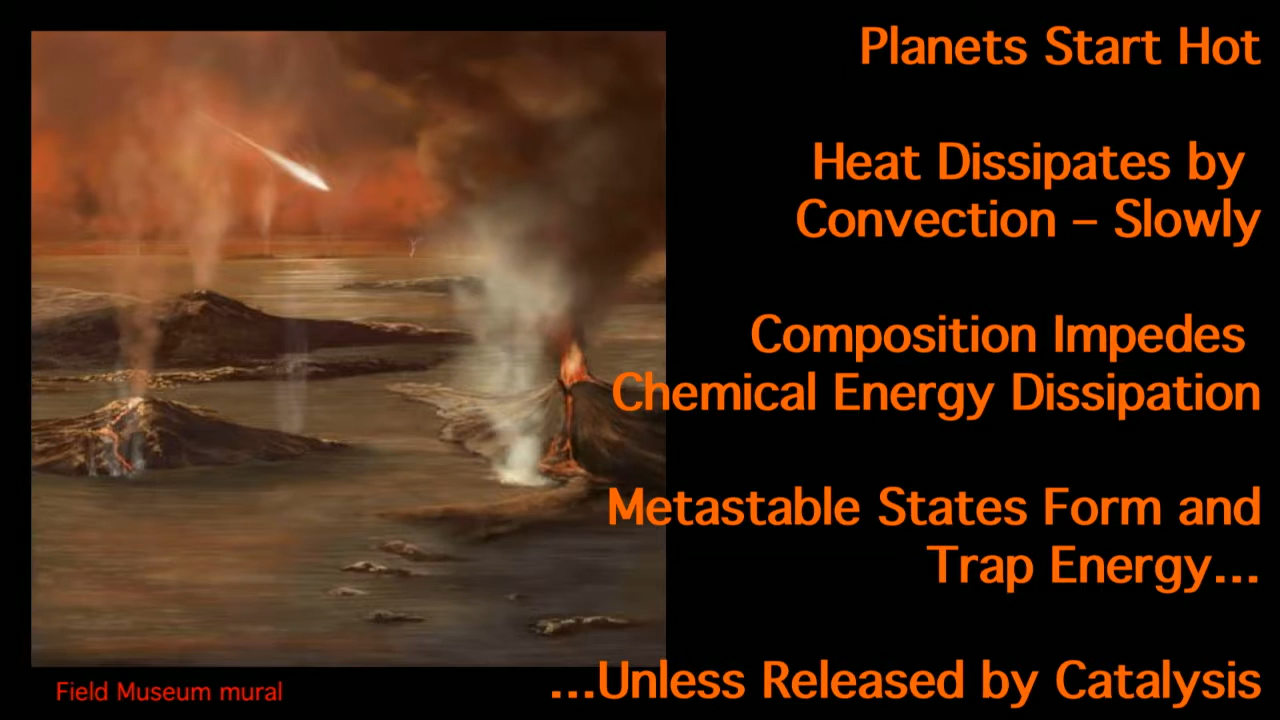 Planets Start Hot
Heat Dissipates by
Convection – Slowly
Composition Impedes
Chemical Energy Dissipation
Metastable States Form and
Trap Energy...
...Unless Released by Catalysis
Field Museum mural